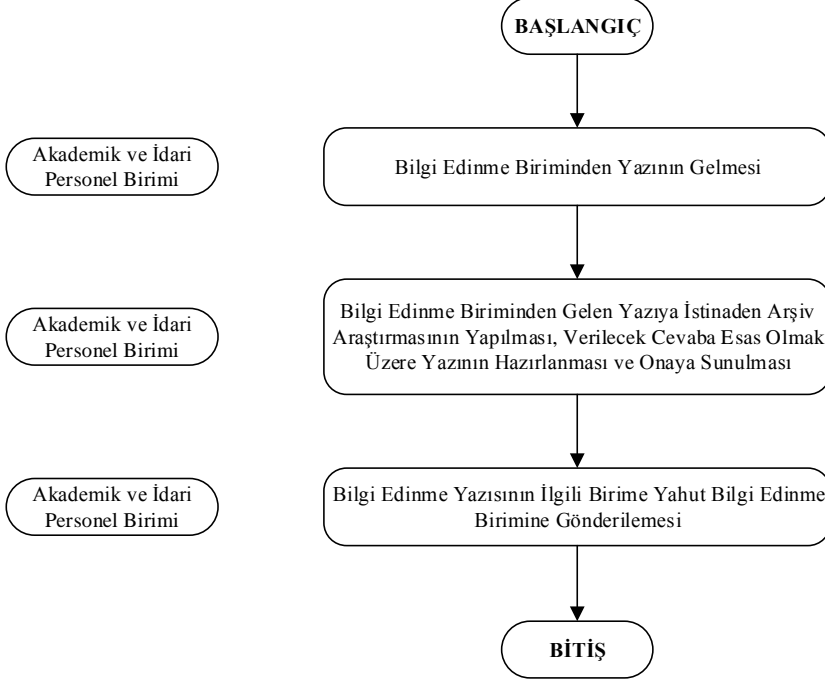 BAŞLANGIÇ
Akademik ve İdari
Personel Birimi
Bilgi Edinme Biriminden Yazının Gelmesi
Akademik ve İdari
Personel Birimi
Bilgi Edinme Biriminden Gelen Yazıya İstinaden Arşiv
Araştırmasının Yapılması, Verilecek Cevaba Esas Olmak
Üzere Yazının Hazırlanması ve Onaya Sunulması
Akademik ve İdari
Personel Birimi
Bilgi Edinme Yazısının İlgili Birime Yahut Bilgi Edinme
Birimine Gönderilemesi
BİTİŞ